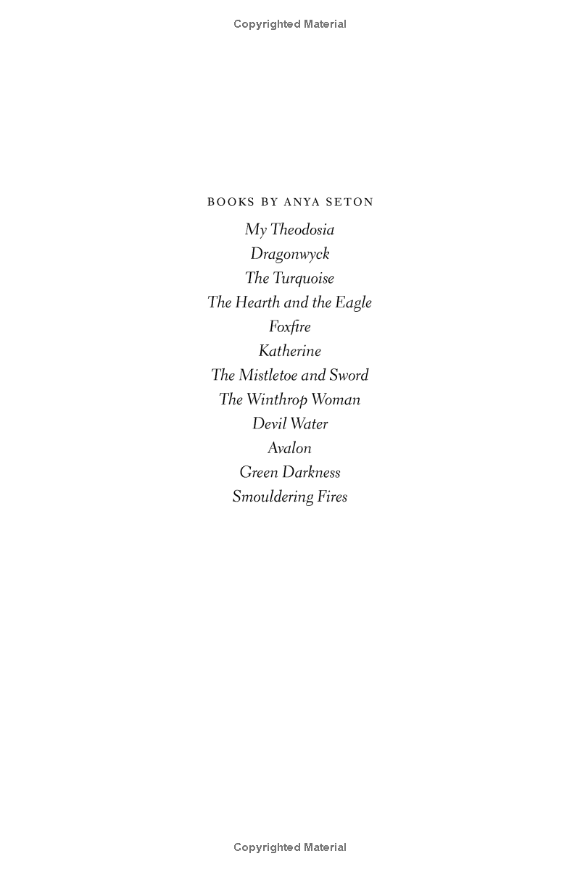 Copyrighted Material
BOOKS BY ANYA SETON
My Theodosia
Dragonwyck
The Turquoise
The Hearth and the Eagle
Foxfire
Katherine
The Mistletoe and Sword
The Winthrop Woman
Devil Water
Avalon
Green Darkness
Smouldering Fires
Copyrighted Material